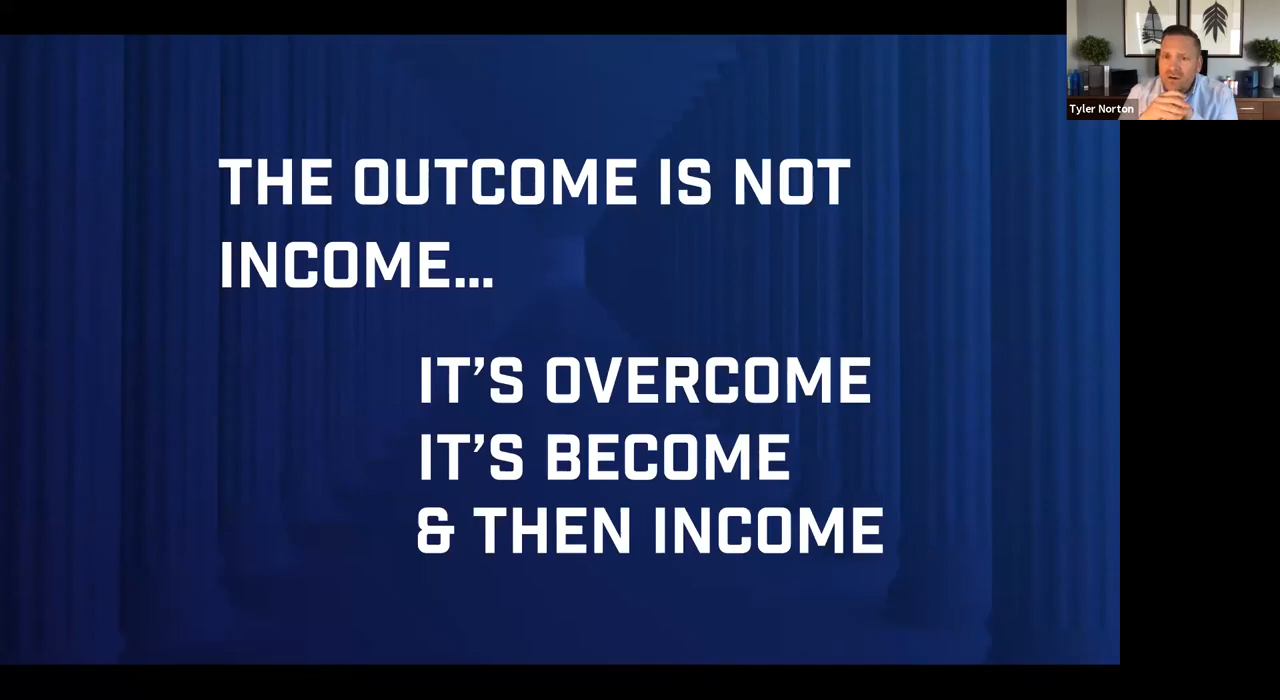 Tyler Norton
THE OUTCOME IS NOT
INCOME...
IT'S OVERCOME
IT'S BECOME
& THEN INCOME